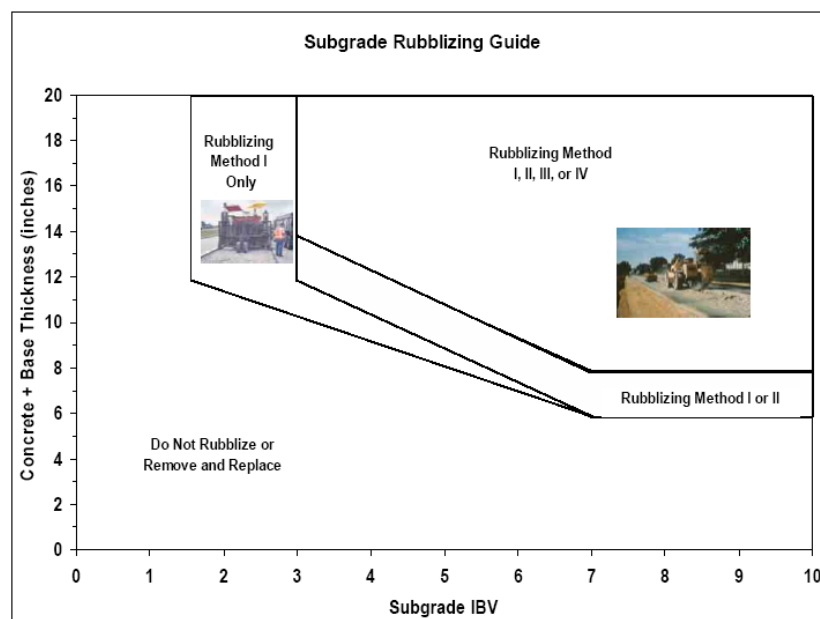 Subgrade Rubblizing Guide
Concrete + Base Thickness (inches)
20
18
16
14
12
10
8
6
4
2
0
Rubblizing
Method I
Only
Rubblizing Method
I, II, III, or IV
Rubblizing Method I or II
Do Not Rubblize or
Remove and Replace
0 1 2 3 4 5 6 7 8 9 10
Subgrade IBV